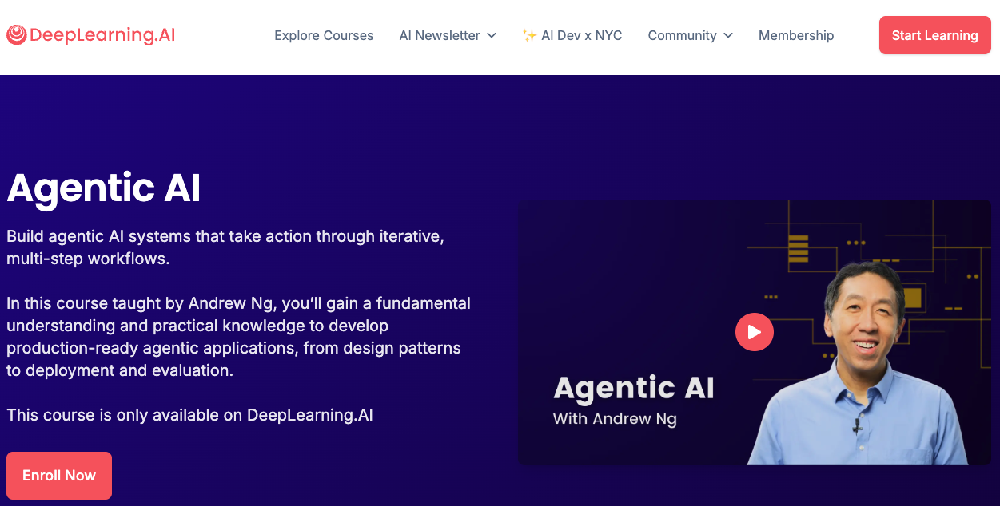 DeepLearning.AI
Explore Courses
AI Newsletter
✨ AI Dev x NYC
Community
Membership
Start Learning
Agentic AI
Build agentic AI systems that take action through iterative,
multi-step workflows.
In this course taught by Andrew Ng, you’ll gain a fundamental
understanding and practical knowledge to develop
production-ready agentic applications, from design patterns
to deployment and evaluation.
This course is only available on DeepLearning.AI
Enroll Now
Agentic AI
With Andrew Ng